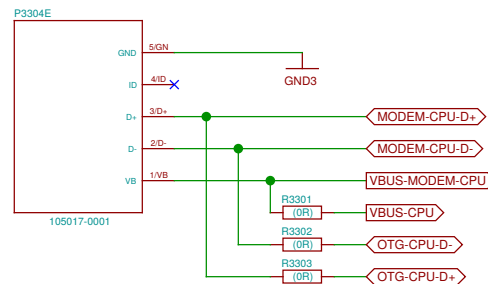 P3304E
GND 5/GN
GND3
ID 4/ID
D+ 3/D+ MODEM-CPU-D+
D- 2/D- MODEM-CPU-D-
VB 1/VB VBUS-MODEM-CPU
R3301
(0R) VBUS-CPU
105017-0001
R3302
(0R) OTG-CPU-D-
R3303
(0R) OTG-CPU-D+